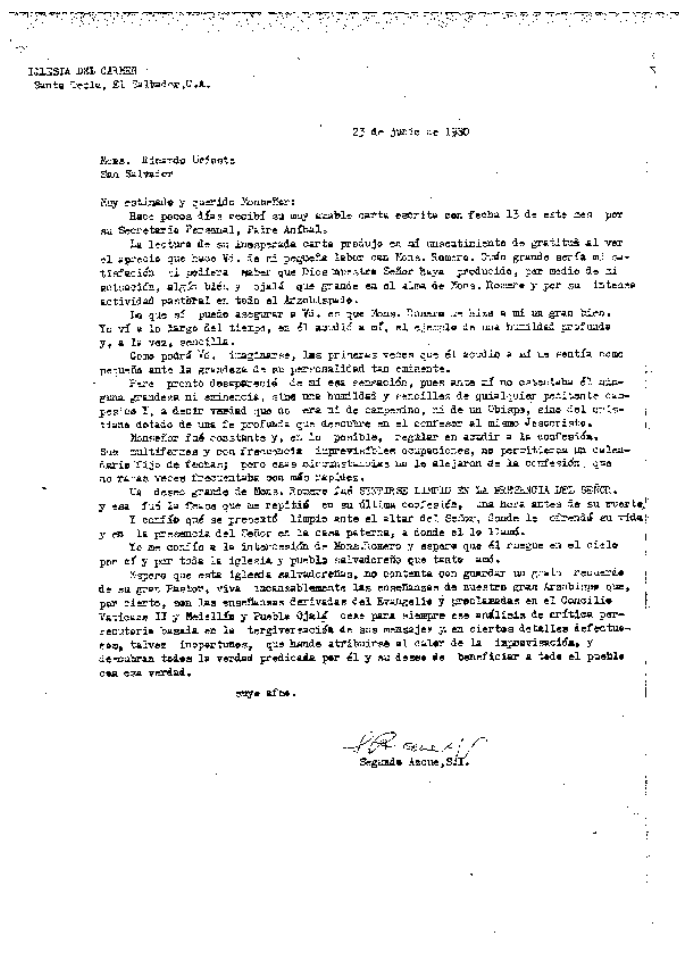 IGLESIA DEL CARMEN
Santa Tecla, El Salvador, C.A.
23 de junio de 1980
Mons. Ricardo Urioste
San Salvador
Muy estimado y querido Monseñor:
Hace pocos días recibí su muy amable carta escrita con fecha 13 de este mes por
su Secretario Personal, Padre Aníbal.
La lectura de su inesperada carta produjo en mí un sentimiento de gratitud al ver
el aprecio que hace Vd. de mi pequeña labor con Mons. Romero. Cuán grande sería mi sa-
tisfación si pudiera saber que Dios nuestro Señor haya producido, por medio de mi
actuación, algún bien y ojalá que grande en el alma de Mons. Romero y por su intensa
actividad pastoral en todo el Arzobispado.
Lo que sí puedo asegurar a Vd. es que Mons. Romero me hizo a mí un gran bien.
Yo ví a lo largo del tiempo, en él acudió a mí, el ejemplo de una humildad profunda
y, a la vez, sencilla.
Como podrá Vd. imaginarse, las primeras veces que él acudió a mí me sentía como
pequeño ante la grandeza de su personalidad tan eminente.
Pero pronto desapareció de mí esa sensación, pues ante mí no ostentaba él nin-
guna grandeza ni eminencia, sino una humildad y sencillez de qualquier penitente cam-
pesino Y, a decir verdad que no era ni de campesino, ni de un Obispo, sino del cris-
tiano dotado de una fe profunda que descubre en el confesor al mismo Jesucristo.
Monseñor fué constante y, en lo posible, regular en acudir a la confesión.
Sus multiformes y con frecuencia imprevisibles ocupaciones, no permitieron un calen-
dario fijo de fechas; pero esas circunstancias no le alejaron de la confesión, que
no raras veces frecuentaba con más rapidez.
Un deseo grande de Mons. Romero fué SENTIRSE LIMPIO EN LA PRESENCIA DEL SEÑOR.
y esa fué la frase que me repitió en su última confesión, una hora antes de su muerte,
Y confío qué se presentó limpio ante el altar del Señor, donde le ofrendó su vida;
y en la presencia del Señor en la casa paterna, a donde el lo llamó.
Yo me confío a la intercesión de Mons.Romero y espero que él ruegue en el cielo
por mí y por toda la iglesia y pueblo salvadoreño que tanto amó.
Espero que esta iglesia salvadoreñas, no contenta con guardar un grato recuerdo
de su gran Pastor, viva incansablemente las enseñanzas de nuestro gran Arzobispo que,
por cierto, son las enseñanzas derivadas del Evangelio y proclamadas en el Concilio
Vaticano II y Medellín y Puebla Ojalá cese para siempre ese análisis de crítica per-
secutoria basada en la tergiversación de sus mensajes y en ciertos detalles defectuo-
sos, talvez inoportunos, que han de atribuirse al calor de la improvisación, y
descubran todos la verdad predicada por él y su deseo de beneficiar a todo el pueblo
con esa verdad.
suyo afmo.
Segundo Azcue, S.I.